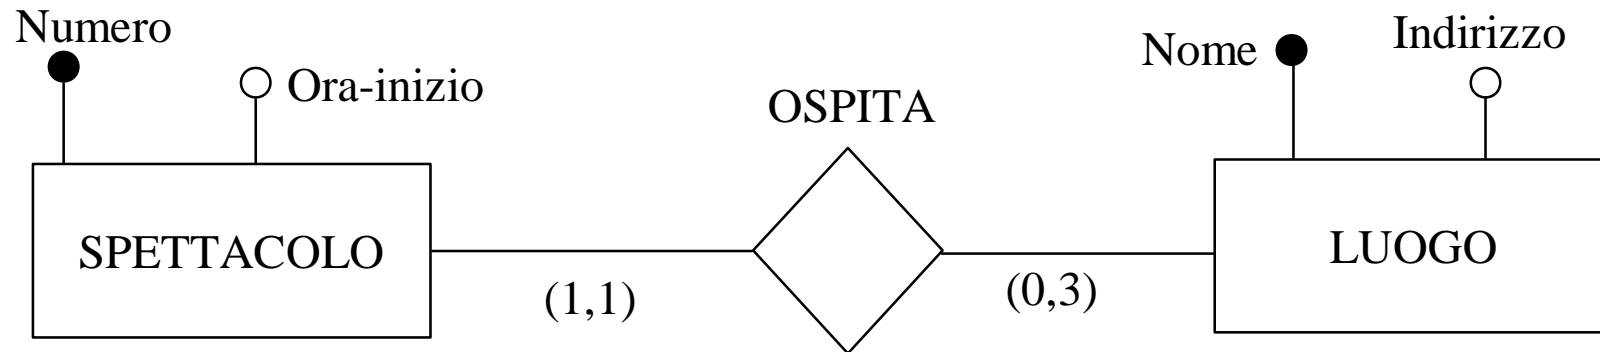 Numero
Ora-inizio
OSPITA
Nome
Indirizzo
SPETTACOLO
(1,1)
(0,3)
LUOGO